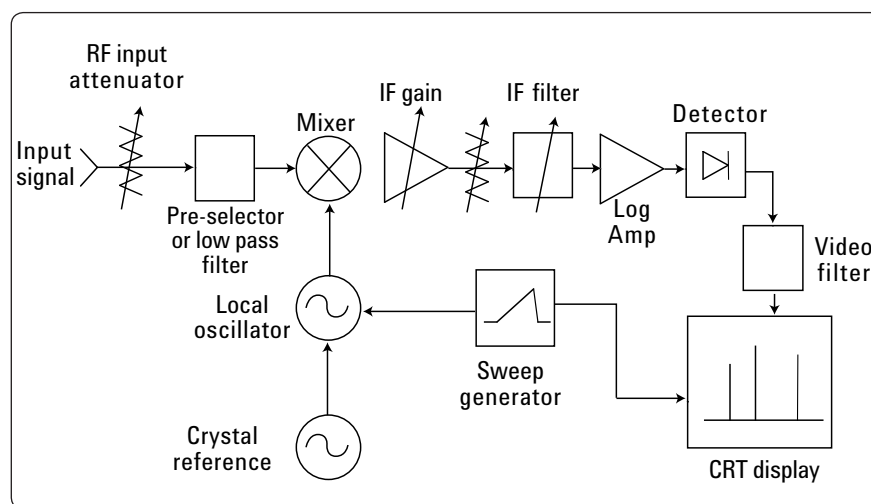 RF input
attenuator
Input
signal
Pre-selector
or low pass
filter
Mixer
IF gain
IF filter
Log
Amp
Detector
Video
filter
Local
oscillator
Sweep
generator
Crystal
reference
CRT display